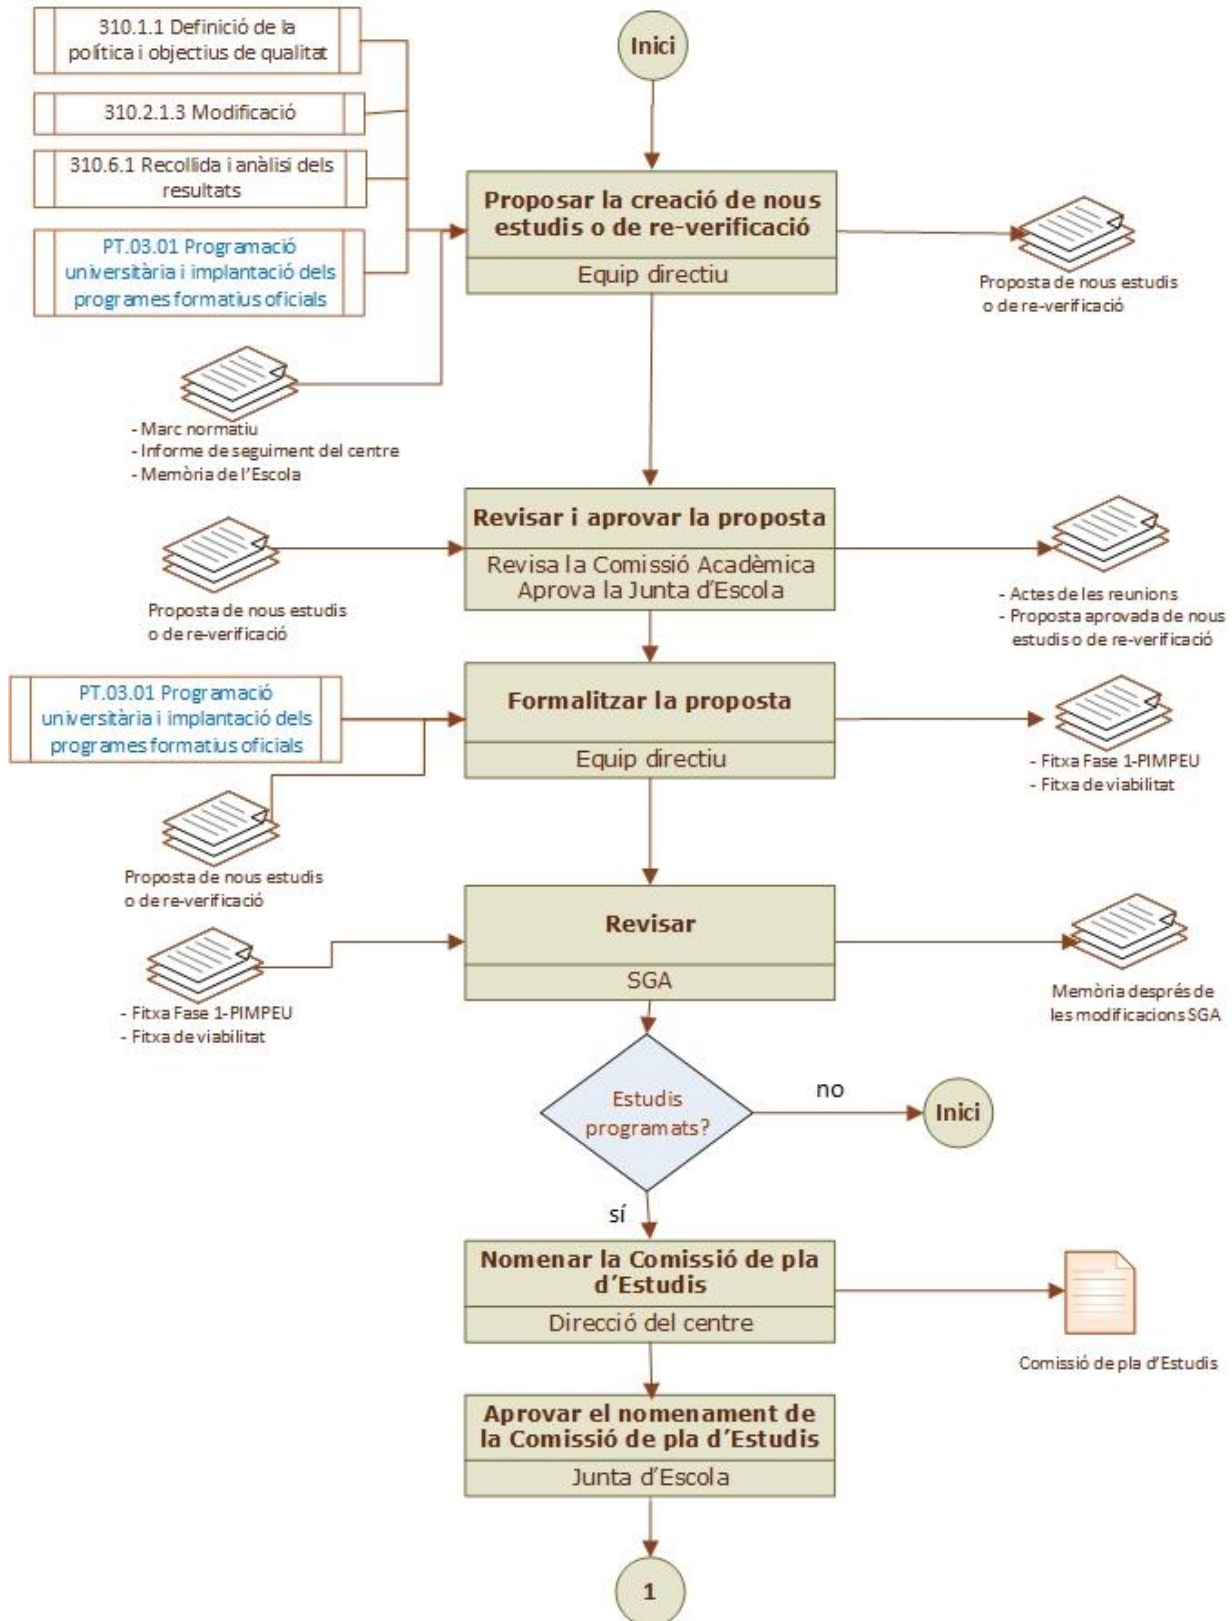 310.1.1 Definició de la
política i objectius de qualitat
Inici
310.2.1.3 Modificació
310.6.1 Recollida i anàlisi dels
resultats
Proposar la creació de nous
estudis o de re-verificació
Equip directiu
PT.03.01 Programació
universitària i implantació dels
programes formatius oficials
Proposta de nous estudis
o de re-verificació
- Marc normatiu
- Informe de seguiment del centre
- Memòria de l'Escola
Revisar i aprovar la proposta
Revisa la Comissió Acadèmica
Aprova la Junta d'Escola
Proposta de nous estudis
o de re-verificació
- Actes de les reunions
- Proposta aprovada de nous
estudis o de re-verificació
PT.03.01 Programació
universitària i implantació dels
programes formatius oficials
Formalitzar la proposta
Equip directiu
- Fitxa Fase 1-PIMPEU
- Fitxa de viabilitat
Proposta de nous estudis
o de re-verificació
Revisar
SGA
- Fitxa Fase 1-PIMPEU
- Fitxa de viabilitat
Memòria després de
les modificacions SGA
Estudis
programats?
no
Inici
sí
Nomenar la Comissió de pla
d'Estudis
Direcció del centre
Comissió de pla d'Estudis
Aprovar el nomenament de
la Comissió de pla d'Estudis
Junta d'Escola
1